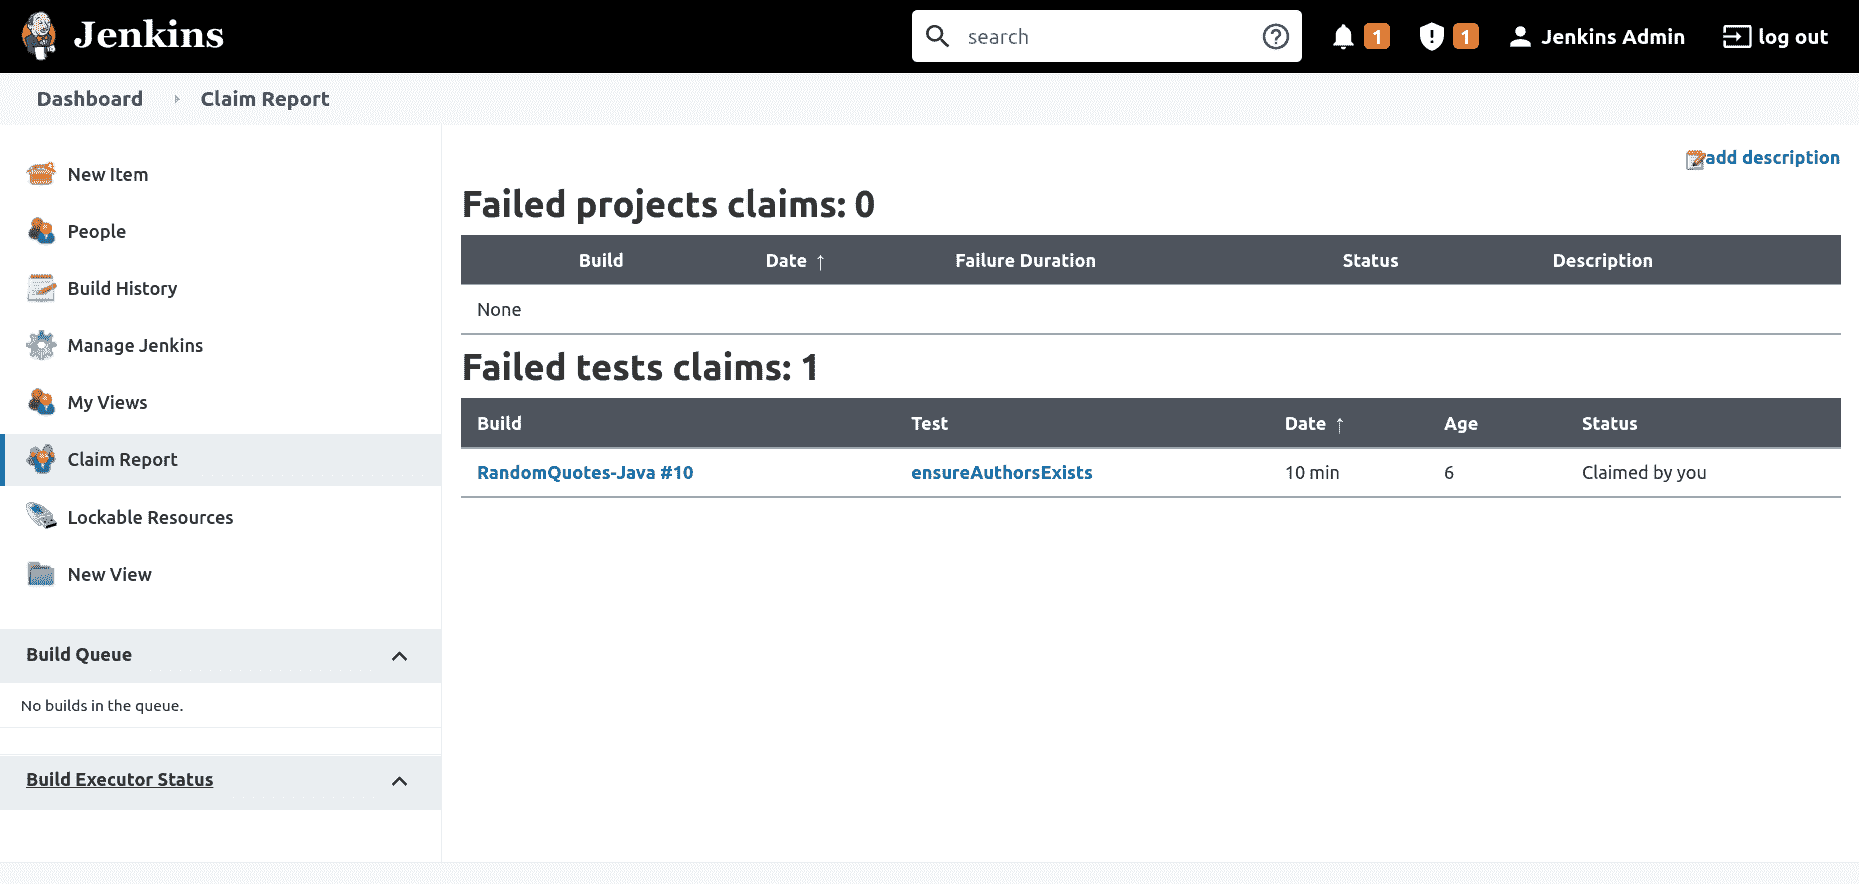 Jenkins
search
1
1
Jenkins Admin
log out
Dashboard
Claim Report
New Item
People
Build History
Manage Jenkins
My Views
Claim Report
Lockable Resources
New View
Build Queue
No builds in the queue.
Build Executor Status
add description
Failed projects claims: 0
Build Date ↑ Failure Duration Status Description
None
Failed tests claims: 1
Build Test Date ↑ Age Status
RandomQuotes-Java #10 ensureAuthorsExists 10 min 6 Claimed by you